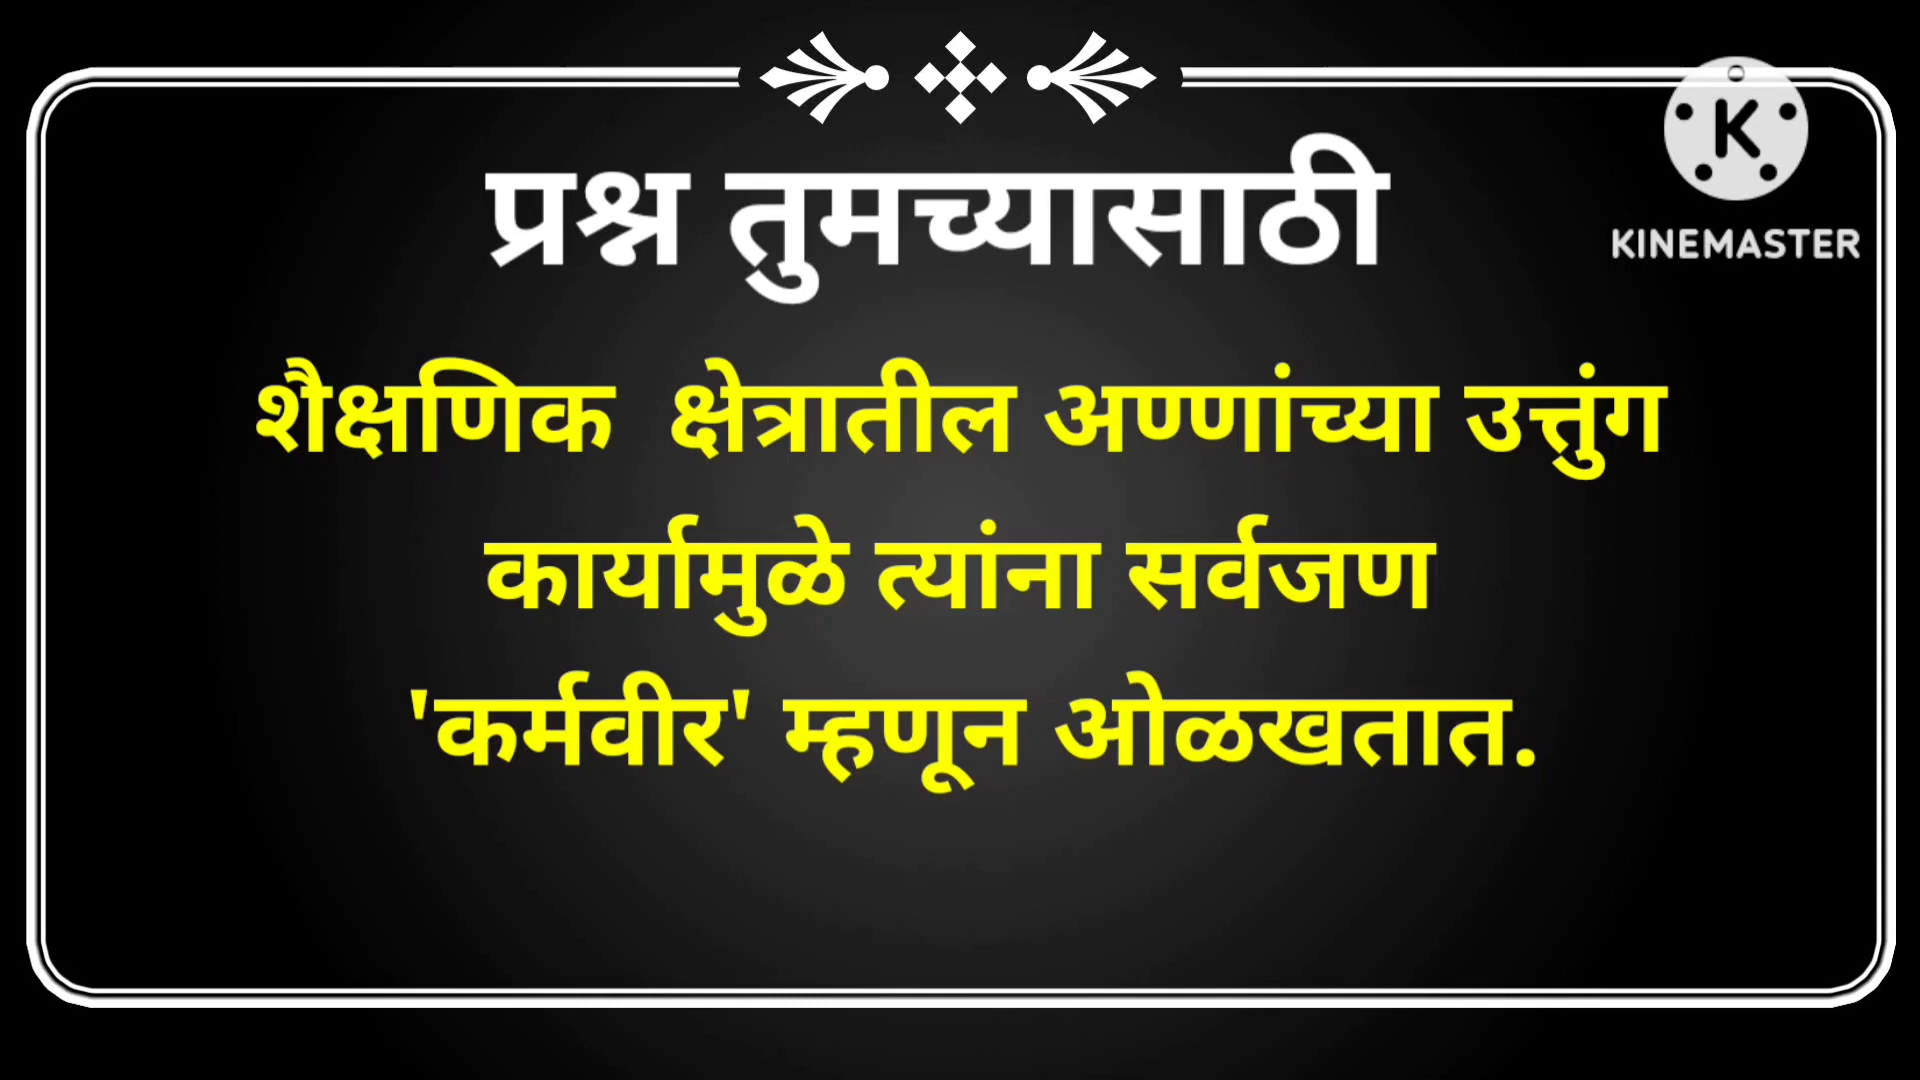 प्रश्न तुमच्यासाठी
KINEMASTER
शैक्षणिक क्षेत्रातील अण्णांच्या उत्तुंग
कार्यामुळे त्यांना सर्वजण
'कर्मवीर' म्हणून ओळखतात.